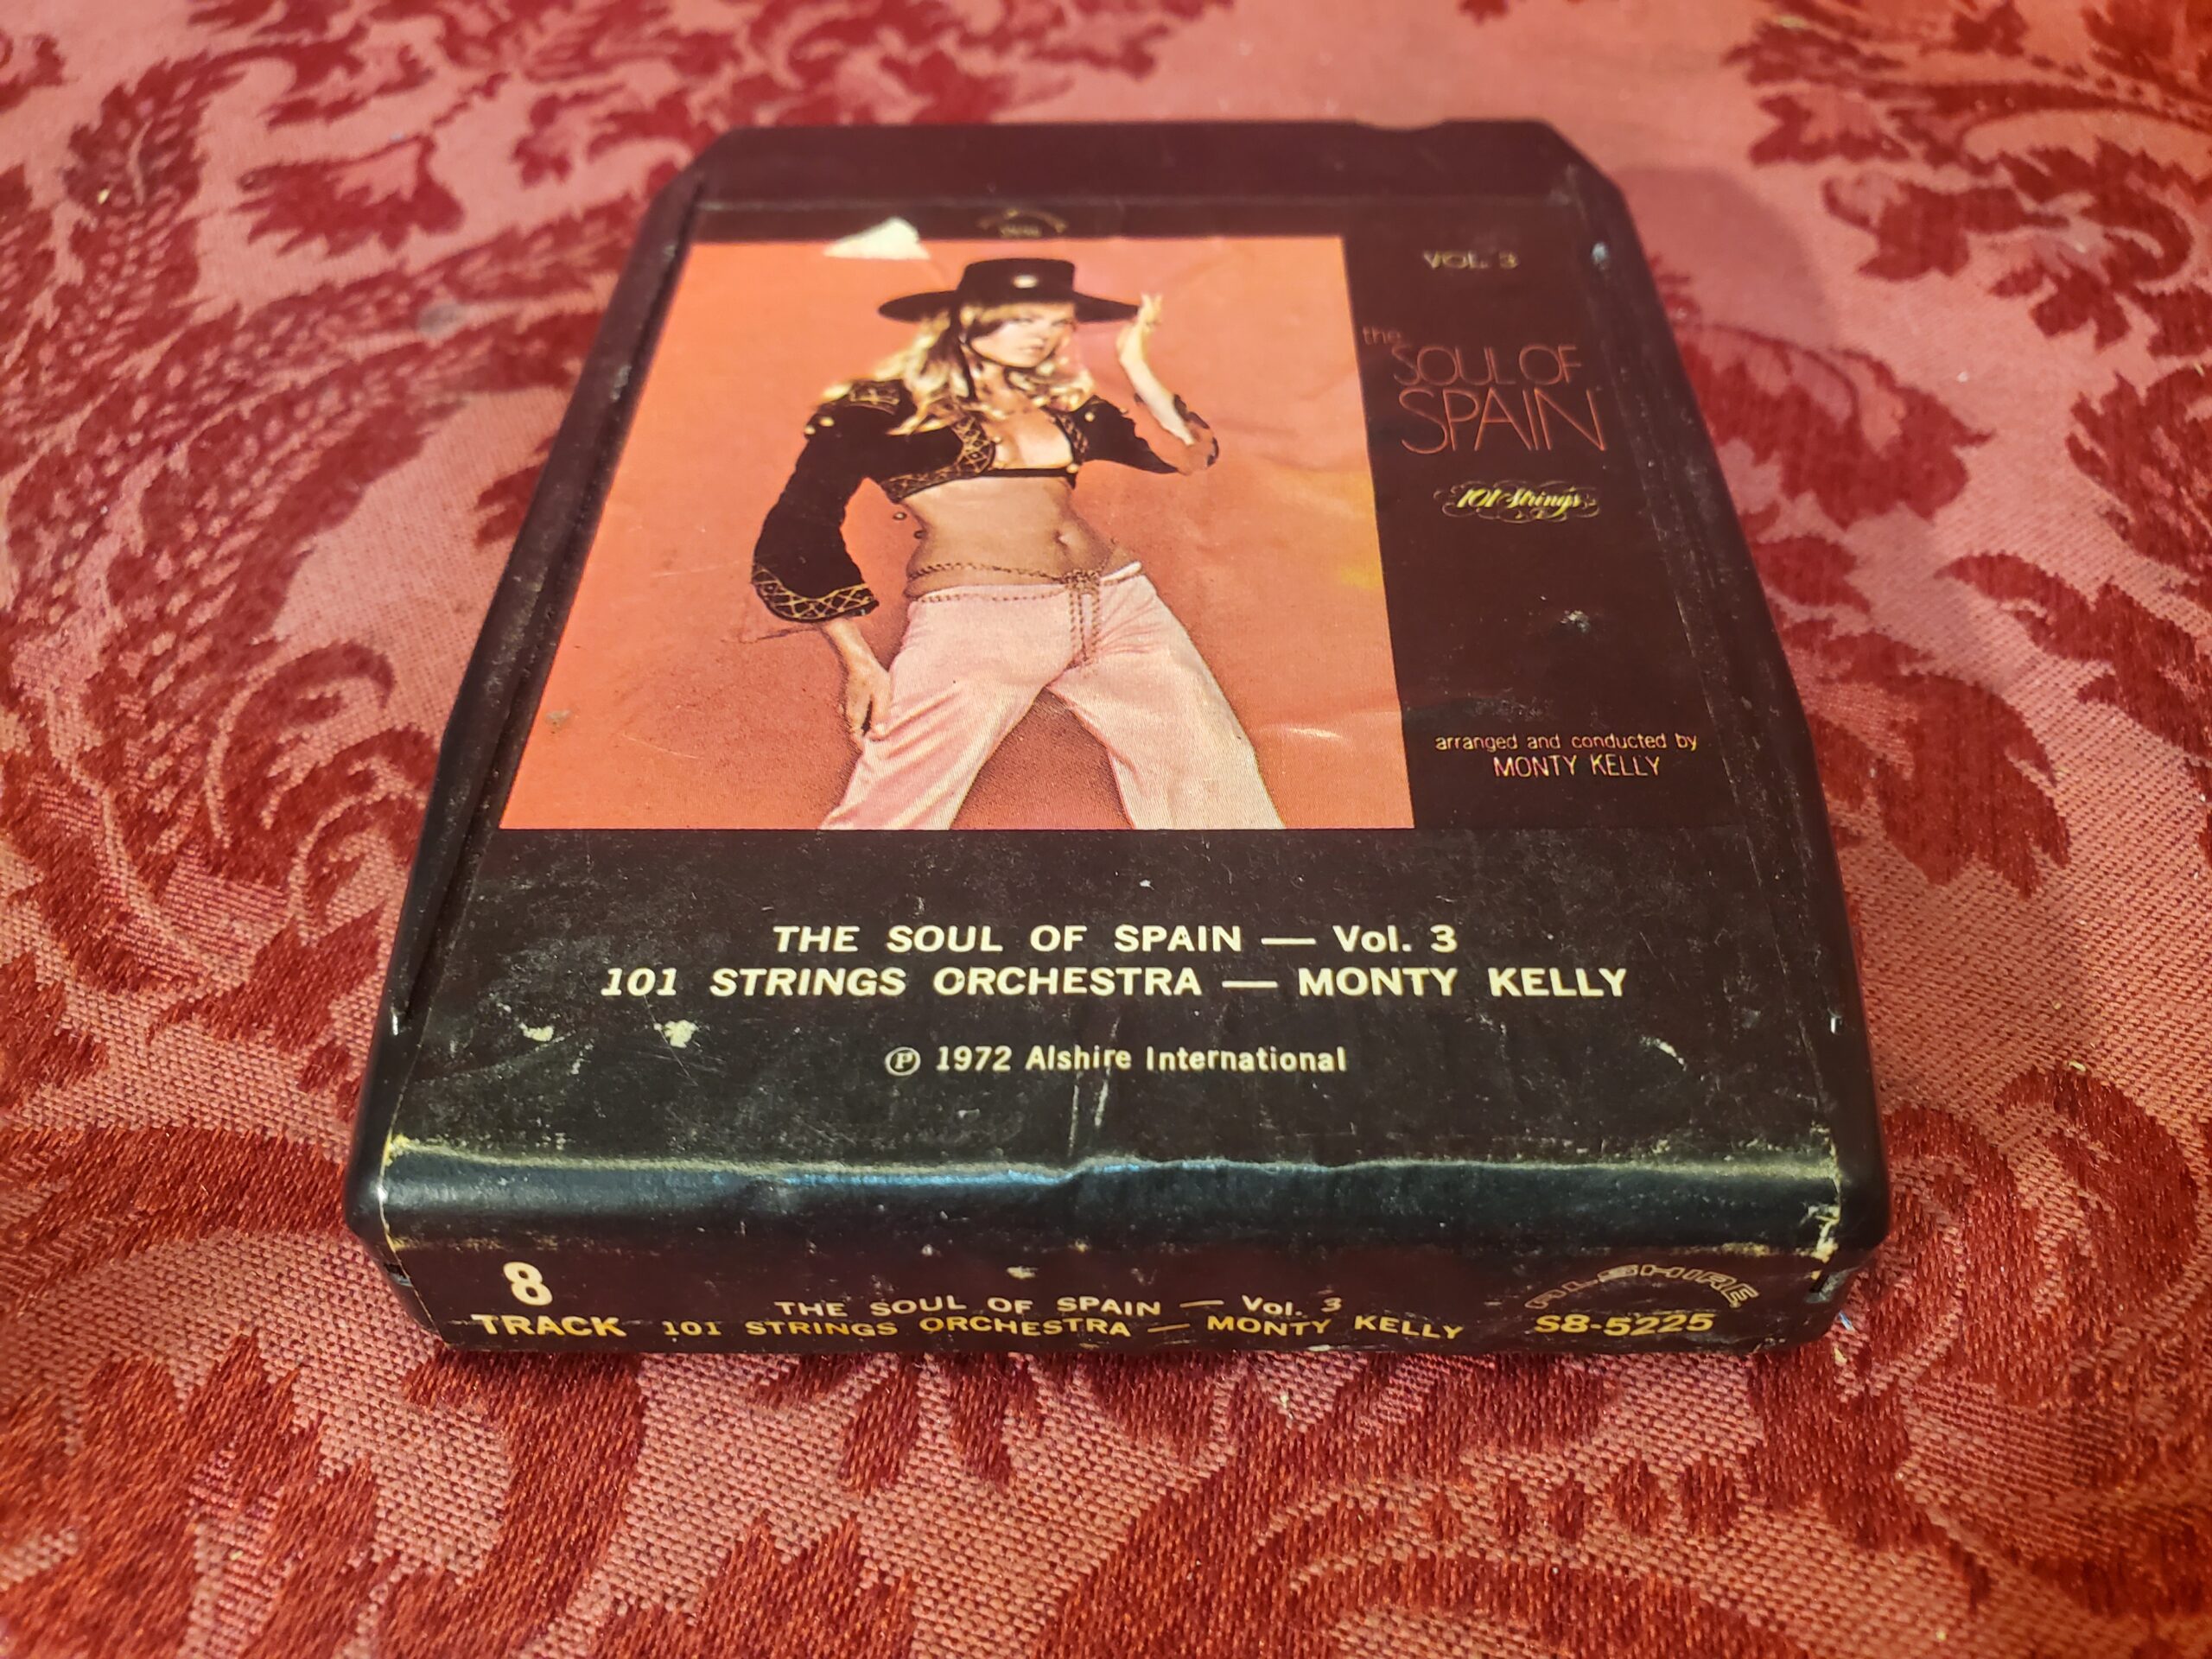 VOL. 3
the
SOUL OF
SPAIN
101 Strings
arranged and conducted by
MONTY KELLY
THE SOUL OF SPAIN — Vol. 3
101 STRINGS ORCHESTRA — MONTY KELLY
Ⓟ 1972 Alshire International
8
TRACK
THE SOUL OF SPAIN — Vol. 3
101 STRINGS ORCHESTRA — MONTY KELLY
ALSHIRE
S8-5225